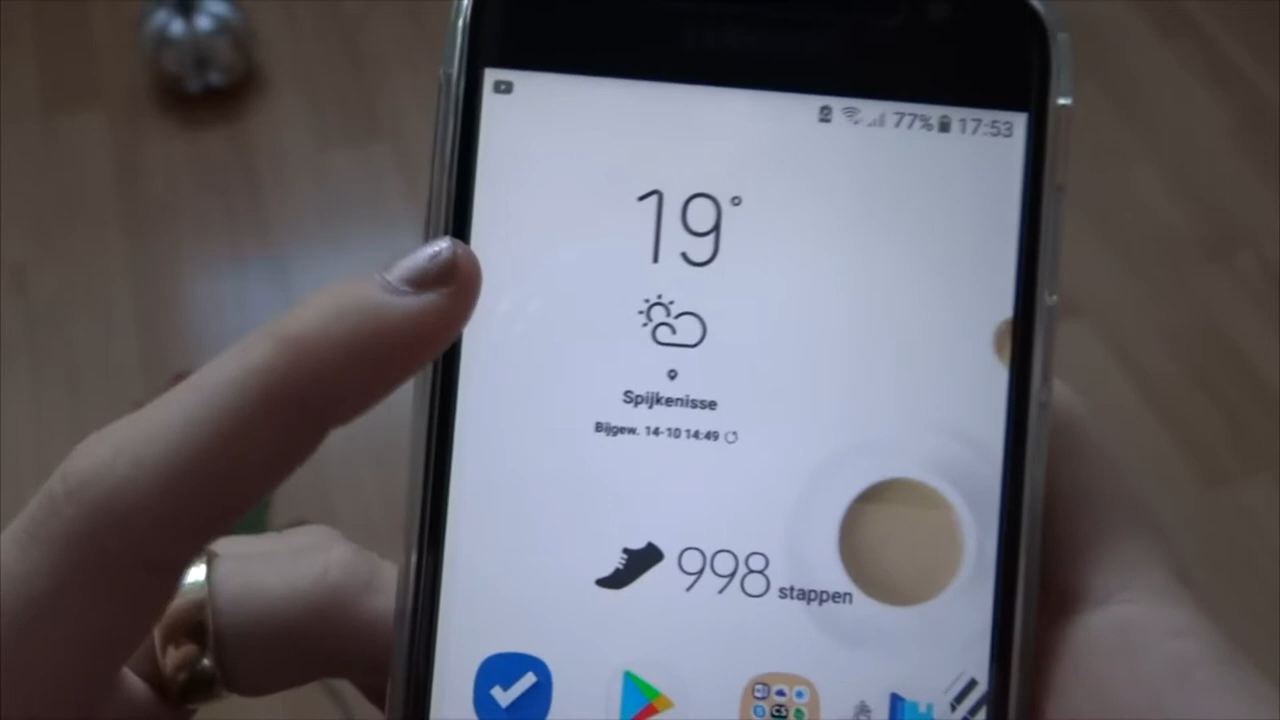 77% 17:53
19°
Spijkenisse
Bijgew. 14-10 14:49
998 stappen